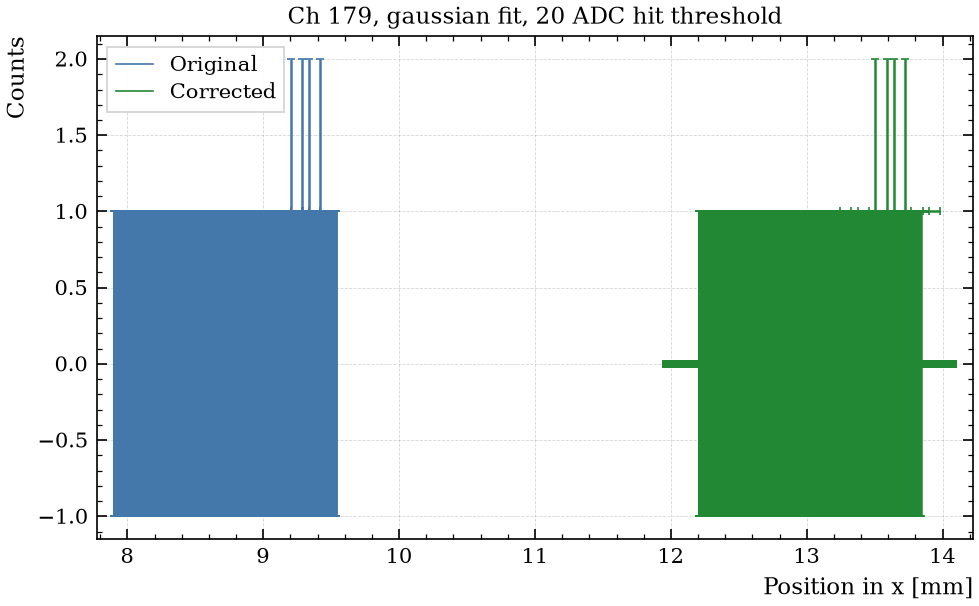 Ch 179, gaussian fit, 20 ADC hit threshold
Counts
Original
Corrected
2.0
1.5
1.0
0.5
0.0
−0.5
−1.0
8 9 10 11 12 13 14
Position in x [mm]